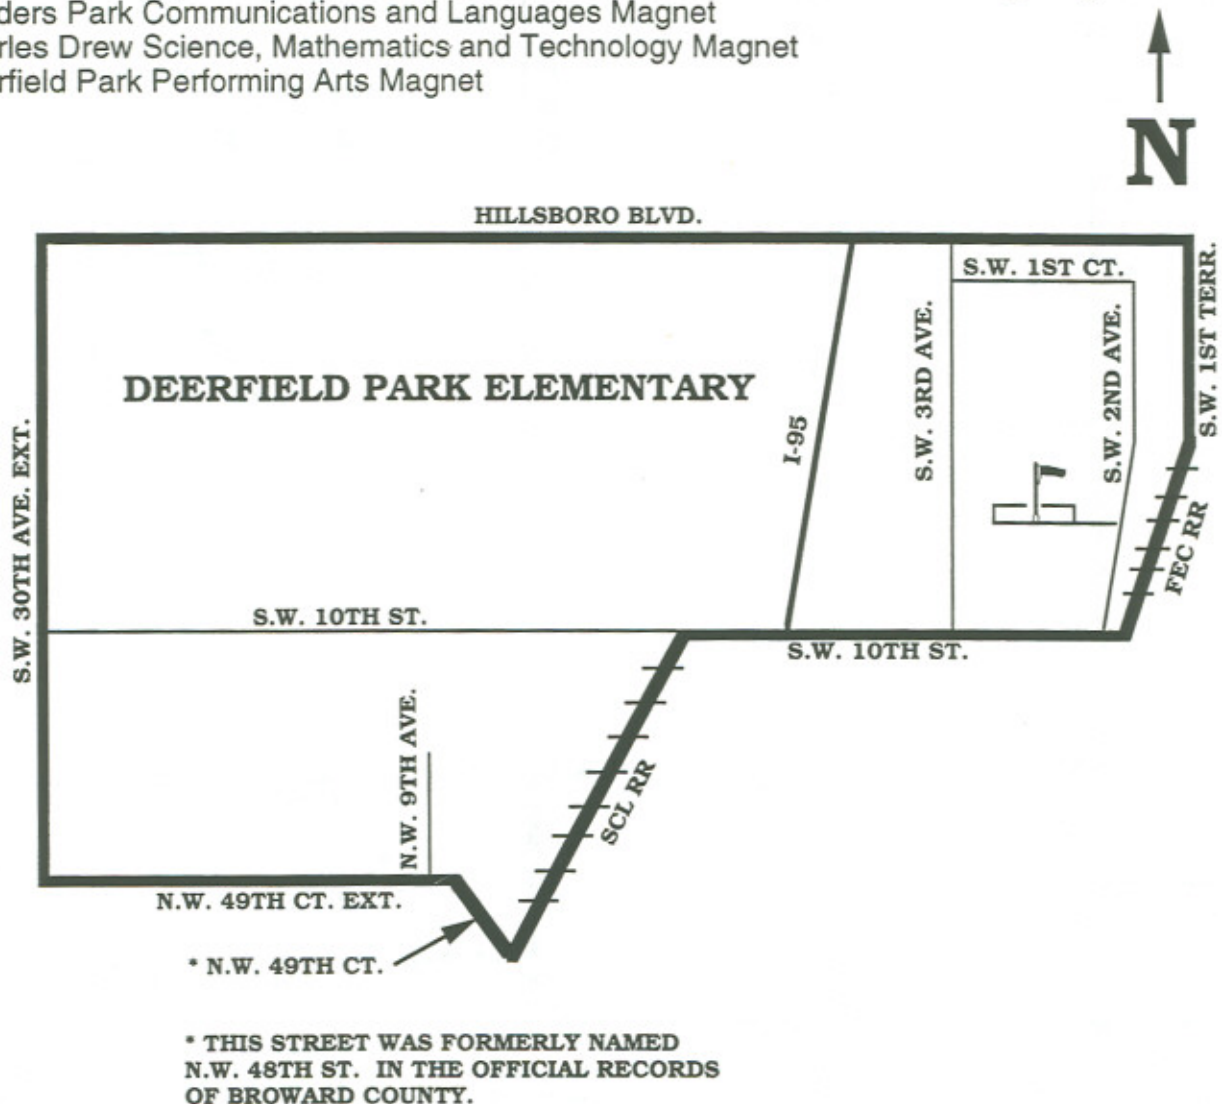 ders Park Communications and Languages Magnet
rles Drew Science, Mathematics and Technology Magnet
rfield Park Performing Arts Magnet
N
HILLSBORO BLVD.
S.W. 1ST CT.
S.W. 1ST TERR.
S.W. 3RD AVE.
S.W. 2ND AVE.
DEERFIELD PARK ELEMENTARY
I-95
S.W. 30TH AVE. EXT.
FEC RR
S.W. 10TH ST.
S.W. 10TH ST.
N.W. 9TH AVE.
SCL RR
N.W. 49TH CT. EXT.
* N.W. 49TH CT.
* THIS STREET WAS FORMERLY NAMED
N.W. 48TH ST. IN THE OFFICIAL RECORDS
OF BROWARD COUNTY.